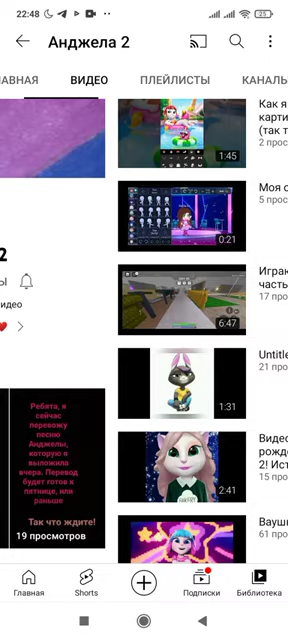 22:48
25
Анджела 2
АВНАЯ ВИДЕО ПЛЕЙЛИСТЫ КАНАЛЫ
Как я
карти
(так т
2 прос
1:45
Моя с
5 прос
0:21
2
Ы
идео
Играю
часть
17 про
6:47
Untitle
21 про
1:31
Ребята, я
сейчас
перевожу
песню
Анджелы,
которую я
выложила
вчера. Перевод
будет готов к
пятнице, или
раньше
Так что ждите!
19 просмотров
Видео
рожде
2! Ист
15 про
2:41
Вауш
61 про
Главная Shorts Подписки Библиотека